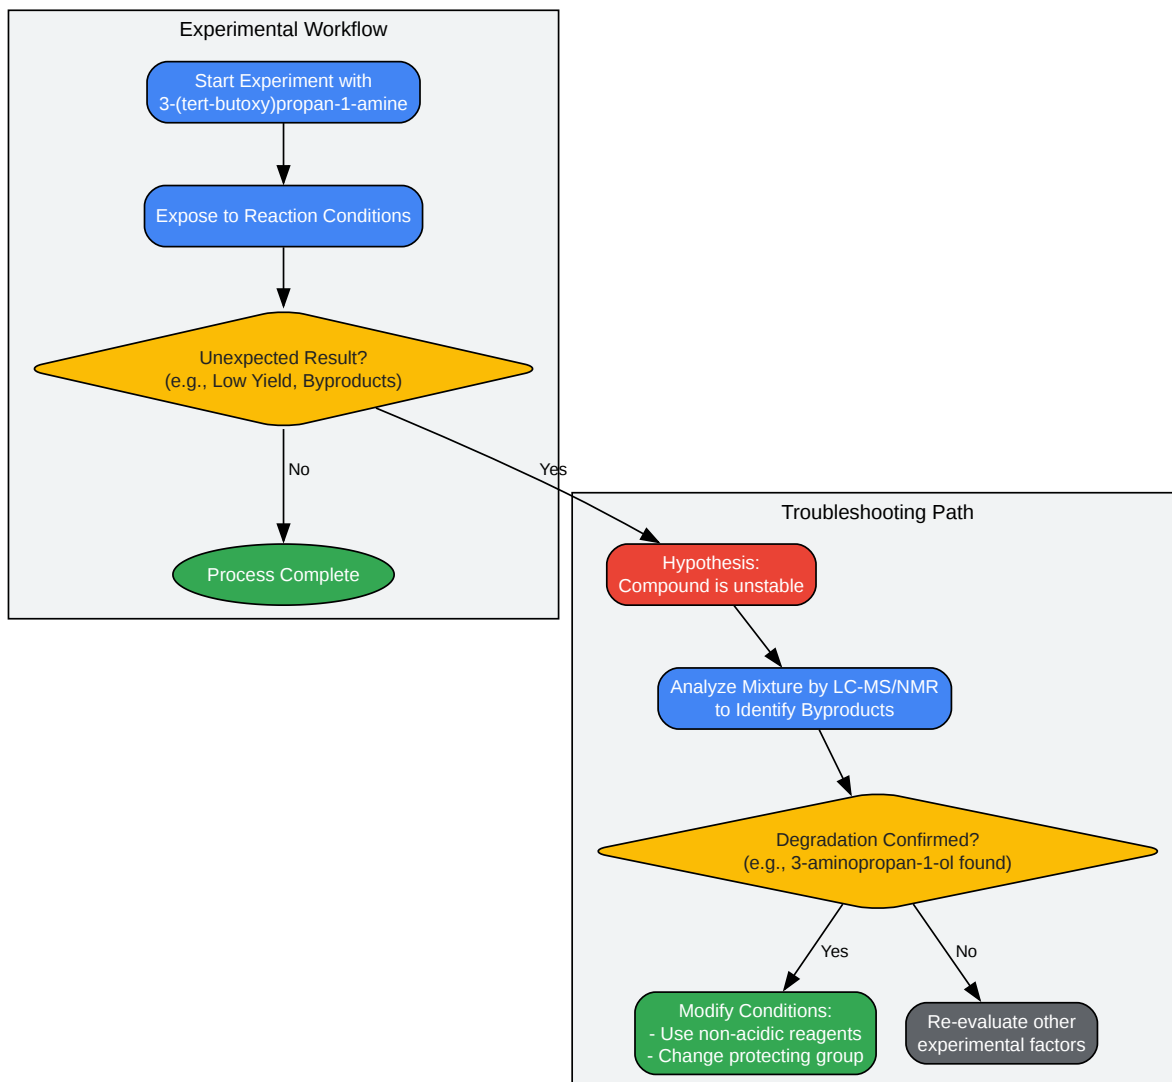 Experimental Workflow
Start Experiment with
3-(tert-butoxy)propan-1-amine
Expose to Reaction Conditions
Unexpected Result?
(e.g., Low Yield, Byproducts)
No
Yes
Process Complete
Troubleshooting Path
Hypothesis:
Compound is unstable
Analyze Mixture by LC-MS/NMR
to Identify Byproducts
Degradation Confirmed?
(e.g., 3-aminopropan-1-ol found)
Yes
No
Modify Conditions:
- Use non-acidic reagents
- Change protecting group
Re-evaluate other
experimental factors